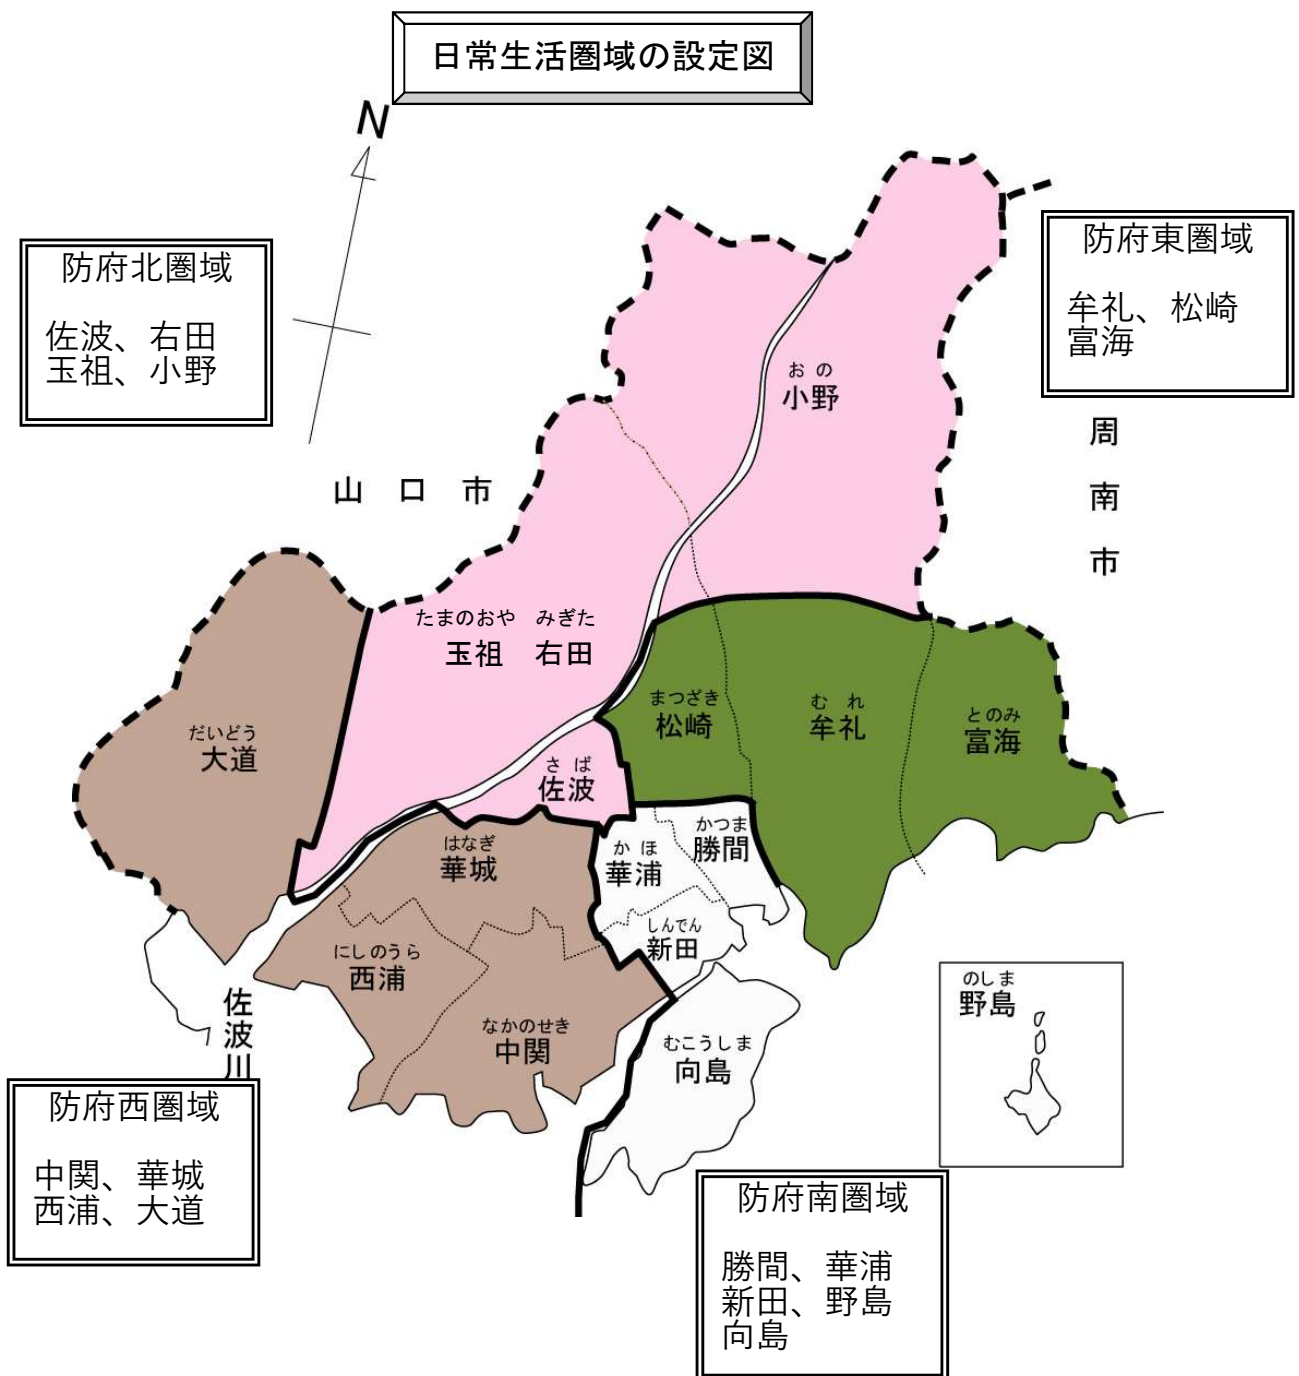 日常生活圏域の設定図
N
防府北圏域
佐波、右田
玉祖、小野
防府東圏域
牟礼、松崎
富海
おの
小野
周南市
山口市
たまのおや みぎた
玉祖 右田
まつざき
松崎
むれ
牟礼
とのみ
富海
だいどう
大道
さば
佐波
はなぎ
華城
かほ
華浦
かつま
勝間
しんでん
新田
にしのうら
西浦
なかのせき
中関
むこうしま
向島
のしま
野島
佐波川
防府西圏域
中関、華城
西浦、大道
防府南圏域
勝間、華浦
新田、野島
向島